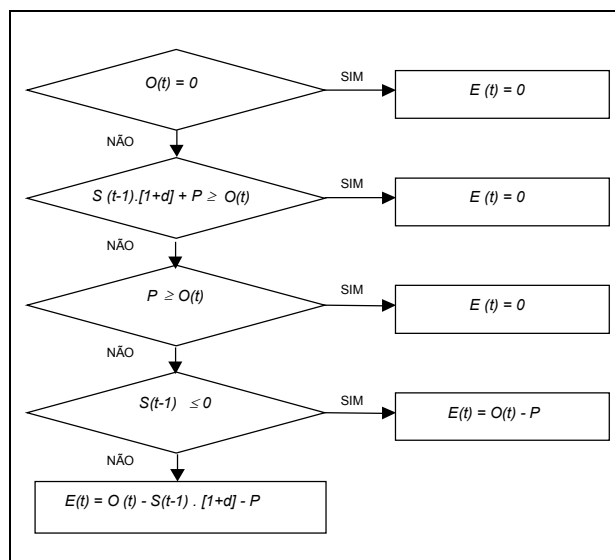 O(t) = 0
SIM
E (t) = 0
NÃO
S (t-1).[1+d] + P ≥ O(t)
SIM
E (t) = 0
NÃO
P ≥ O(t)
SIM
E (t) = 0
NÃO
S(t-1) ≤ 0
SIM
E(t) = O(t) - P
NÃO
E(t) = O (t) - S(t-1) . [1+d] - P